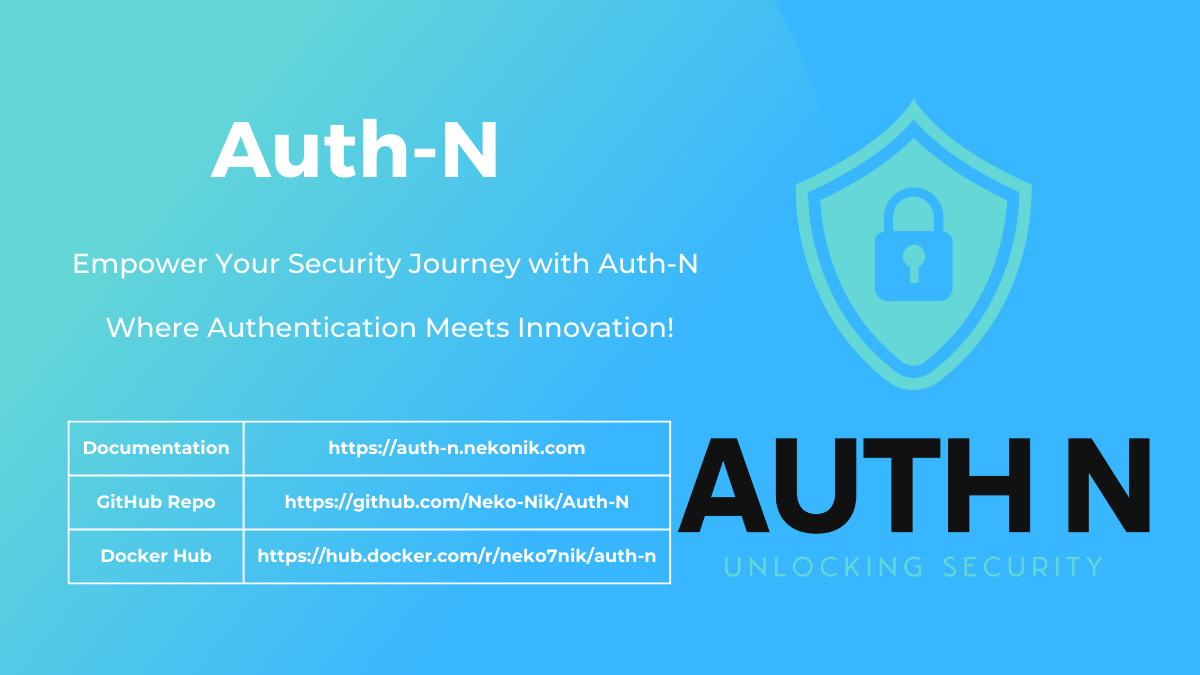 Auth-N
Empower Your Security Journey with Auth-N
Where Authentication Meets Innovation!
Documentation https://auth-n.nekonik.com
GitHub Repo https://github.com/Neko-Nik/Auth-N
Docker Hub https://hub.docker.com/r/neko7nik/auth-n
AUTH N
UNLOCKING SECURITY